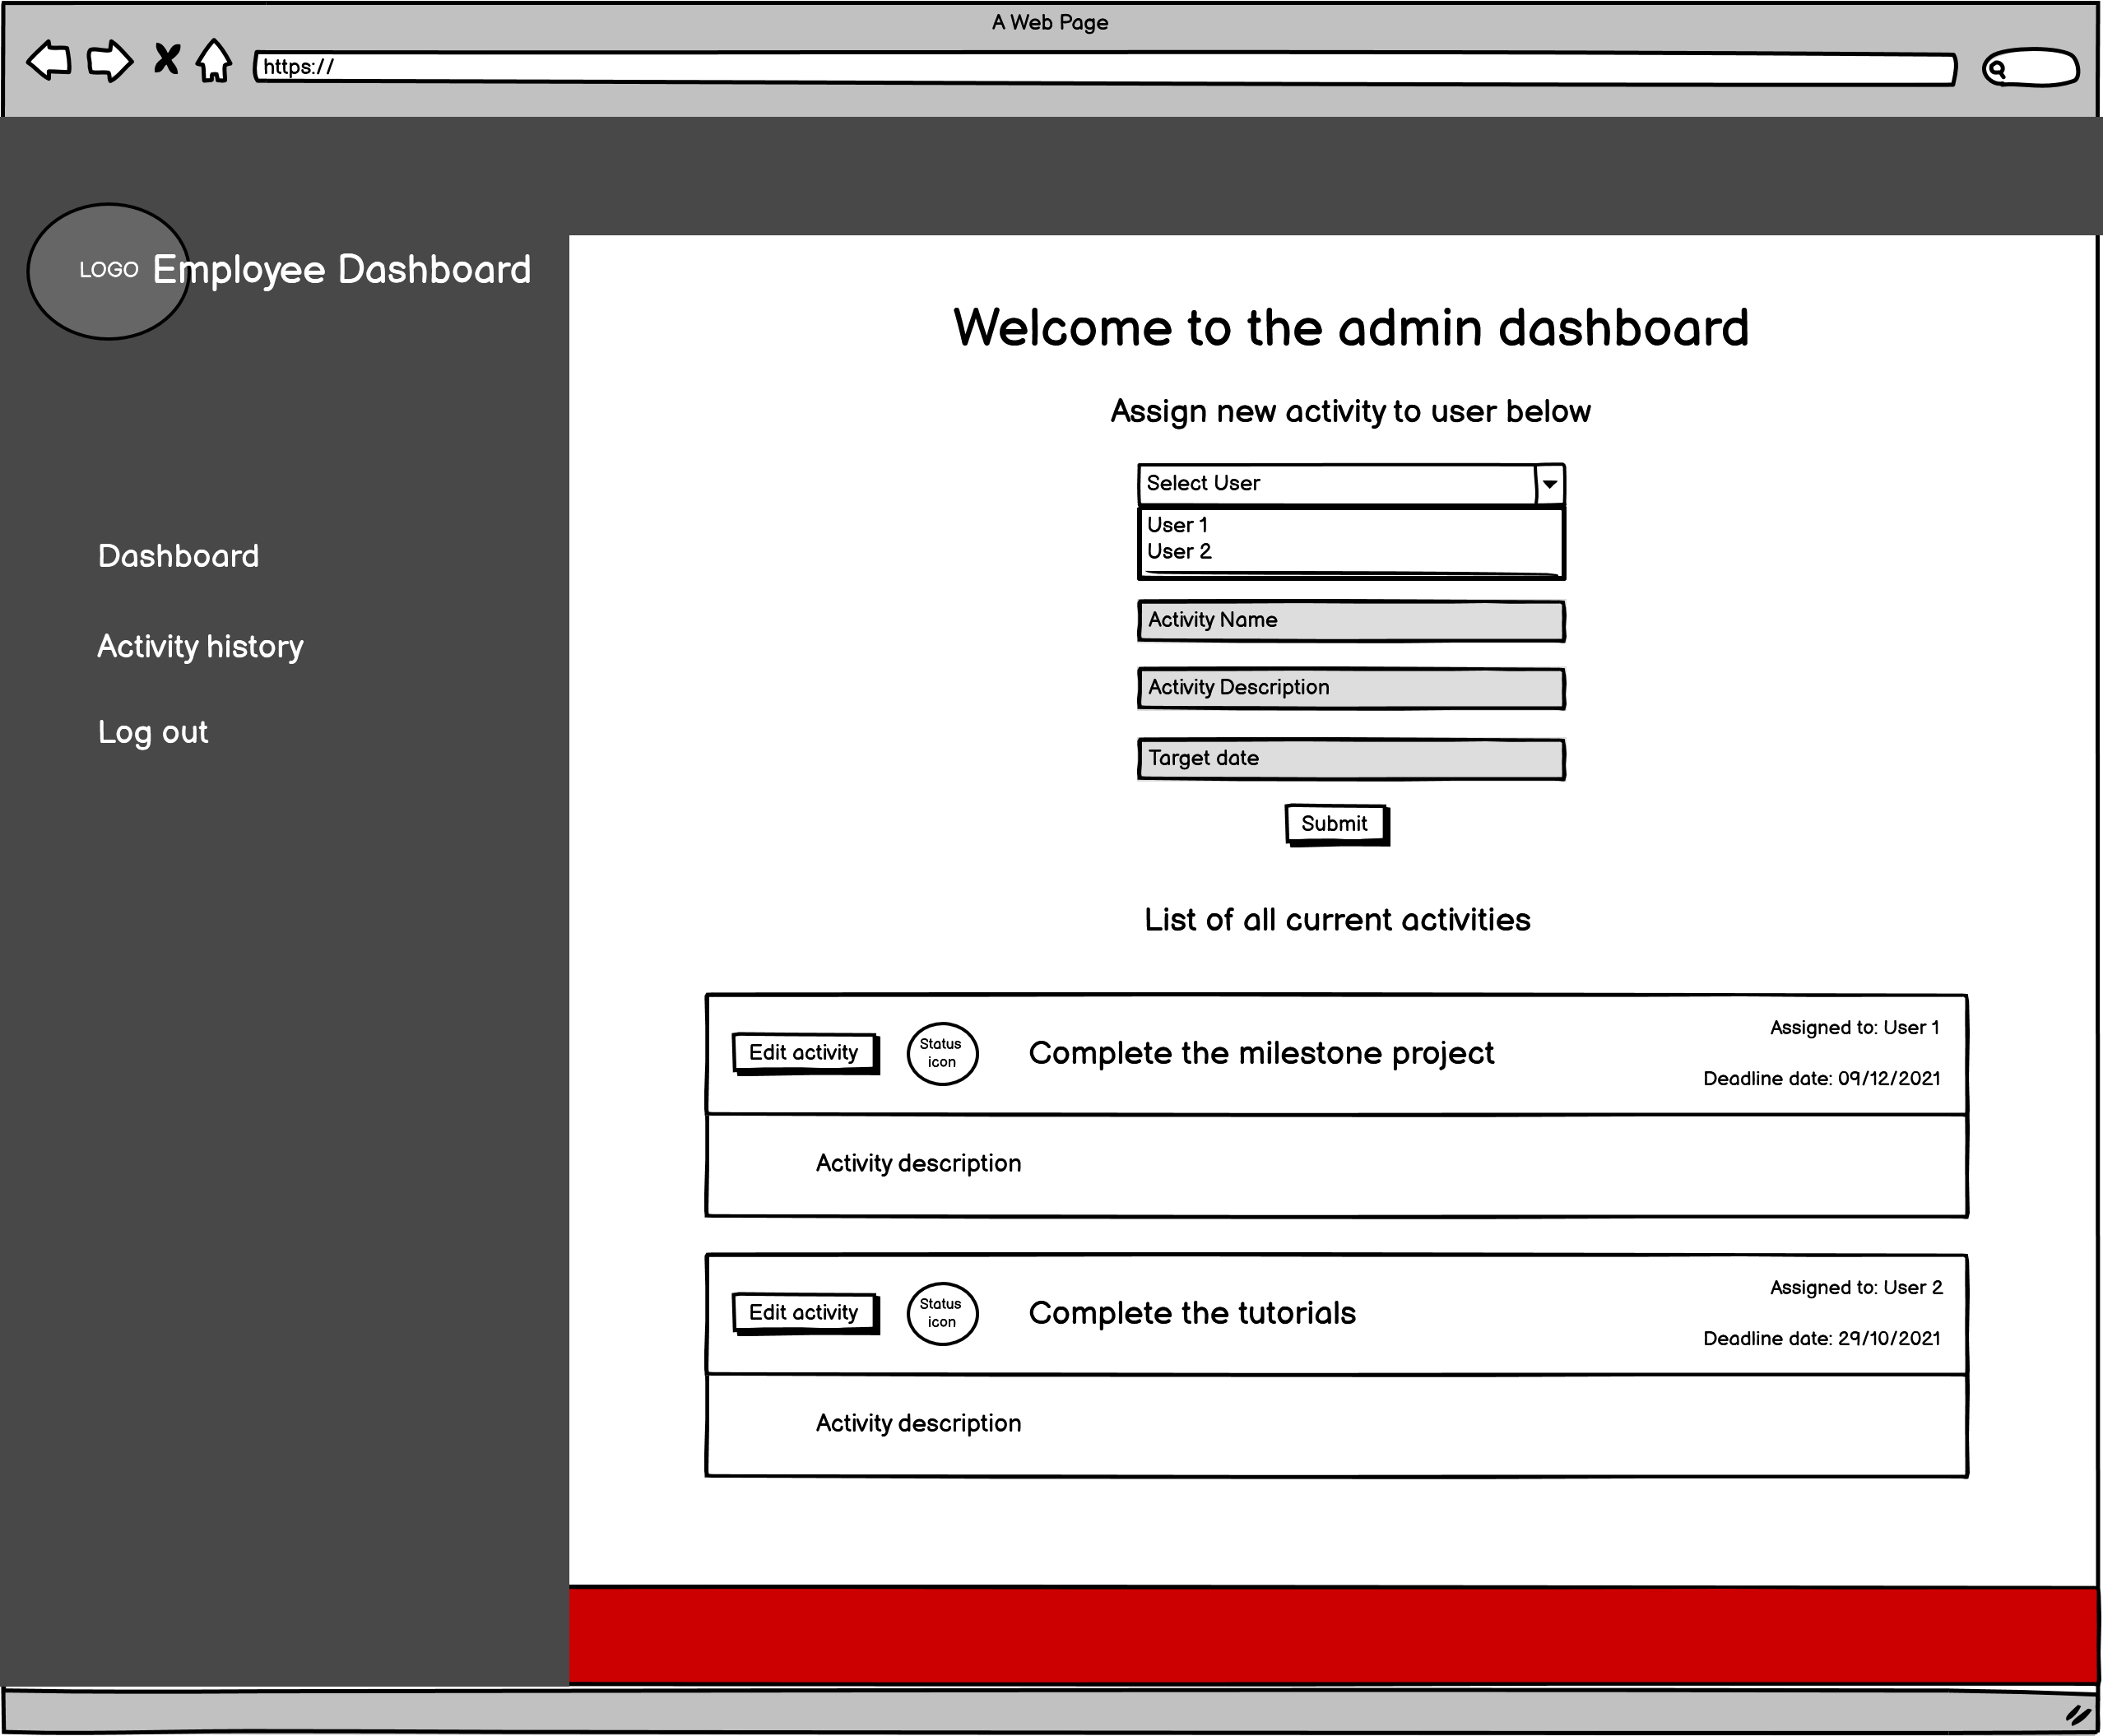 A Web Page
https://
LOGO
Employee Dashboard
Dashboard
Activity history
Log out
Welcome to the admin dashboard
Assign new activity to user below
Select User
User 1
User 2
Activity Name
Activity Description
Target date
Submit
List of all current activities
Edit activity
Status
icon
Complete the milestone project
Assigned to: User 1
Deadline date: 09/12/2021
Activity description
Edit activity
Status
icon
Complete the tutorials
Assigned to: User 2
Deadline date: 29/10/2021
Activity description